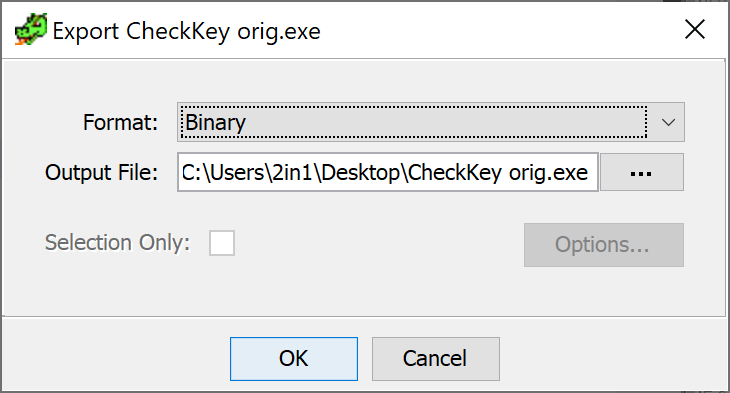 Export CheckKey orig.exe
Format: Binary
Output File: C:\Users\2in1\Desktop\CheckKey orig.exe ...
Selection Only: Options...
OK Cancel